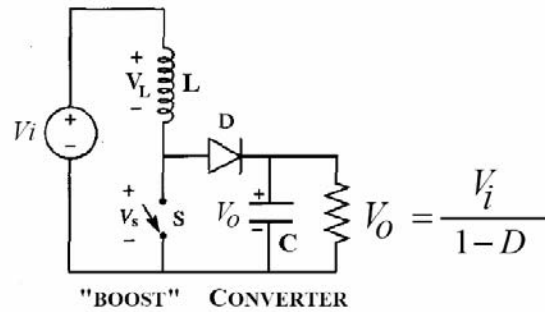 +
V_L L
−
D
Vi + −
+
v_s S
−
+
V_O
−
C
V_O = V_i / 1 − D
"BOOST" CONVERTER